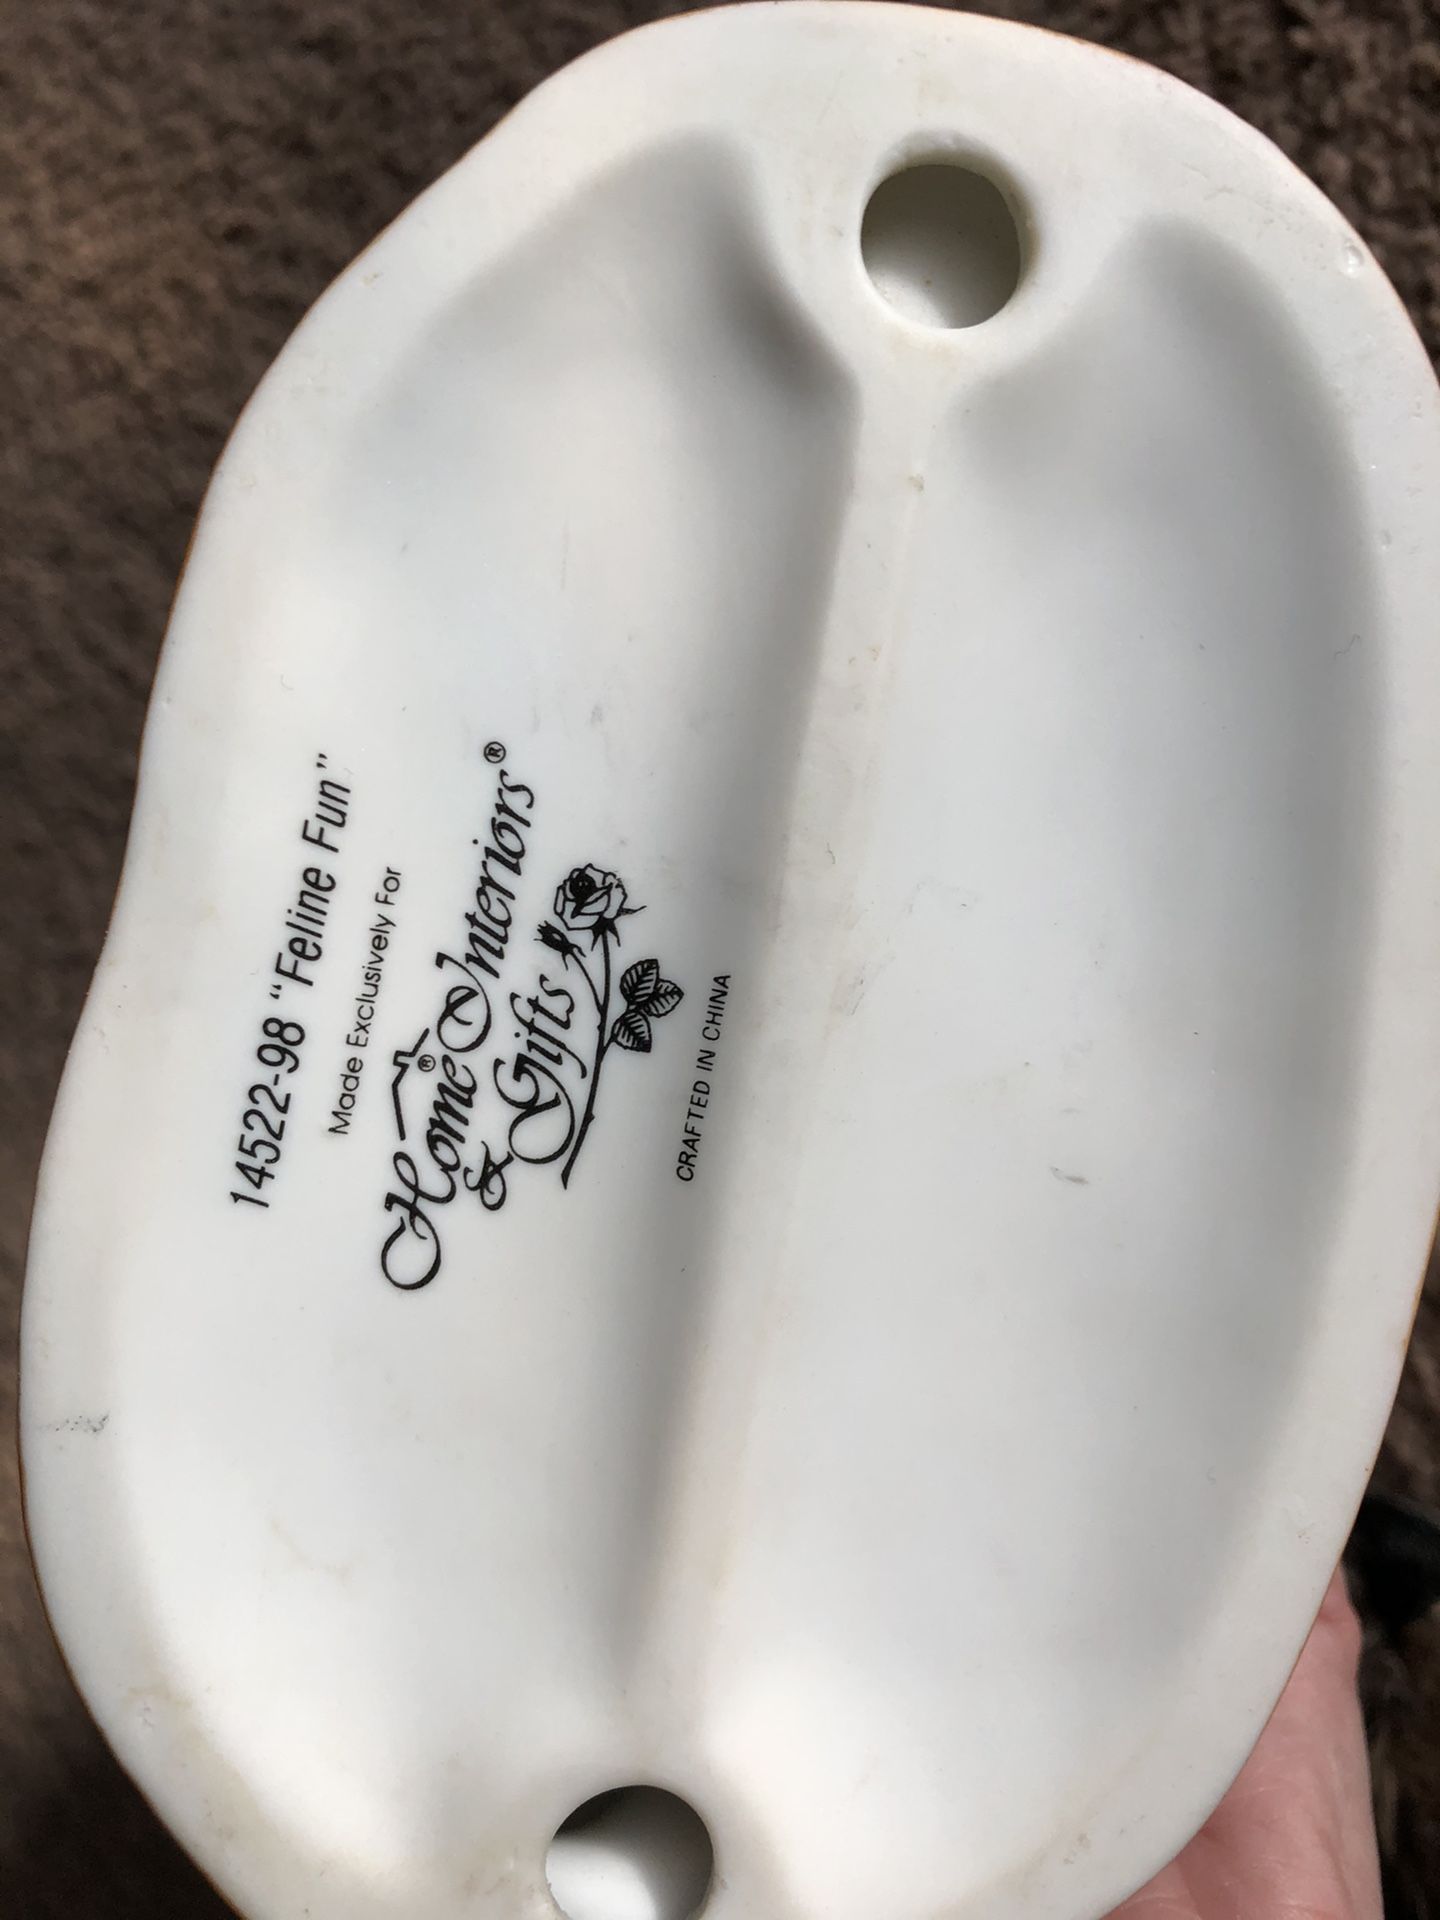 14522-98 "Feline Fun"
Made Exclusively For
Home® Interiors®
& Gifts
CRAFTED IN CHINA